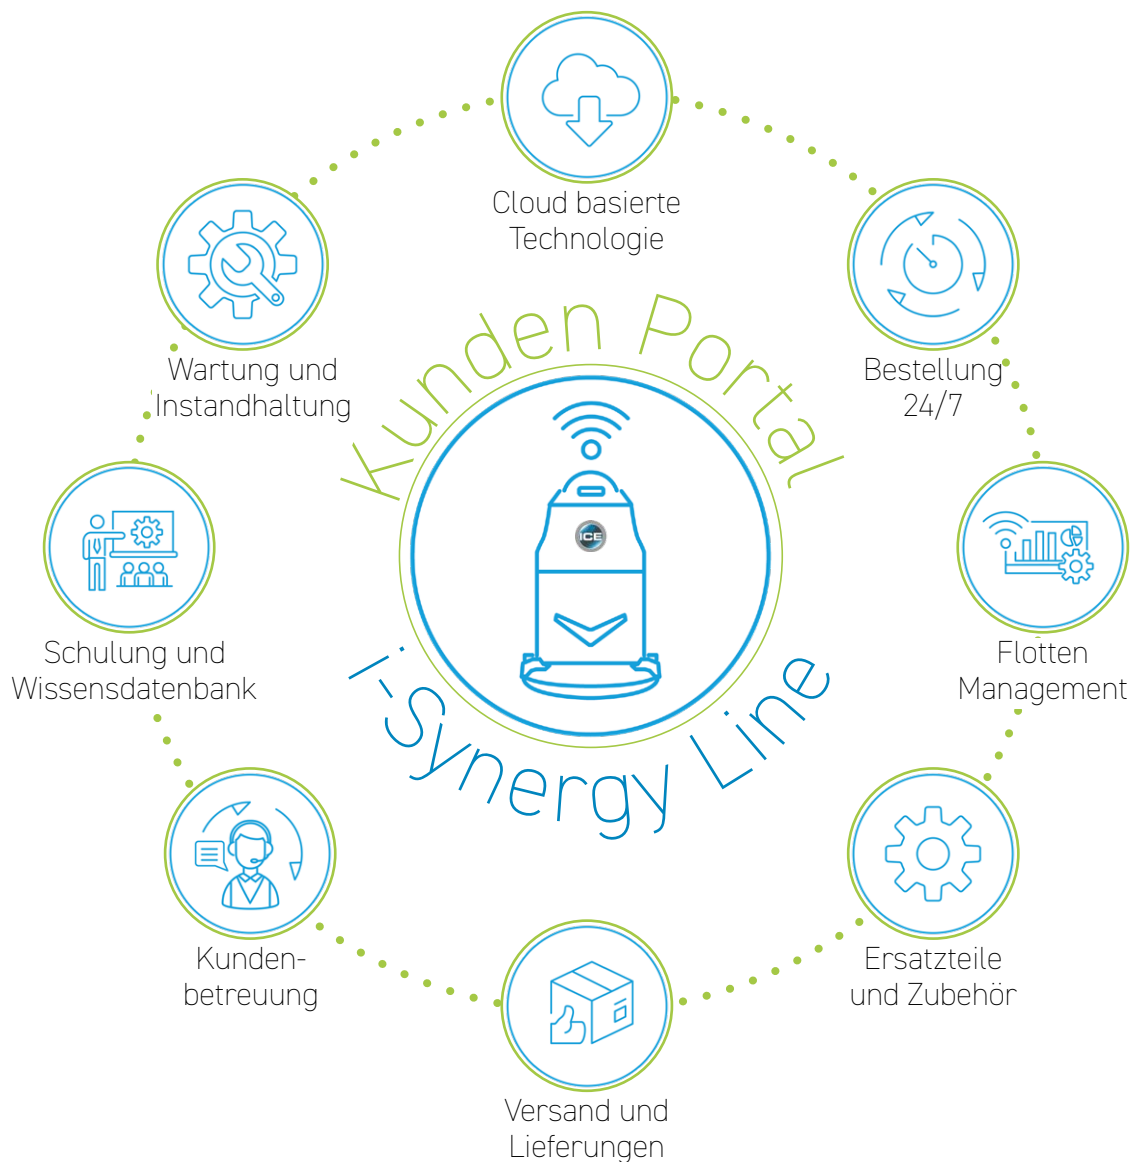 Cloud basierte
Technologie
Bestellung
24/7
Flotten
Management
Ersatzteile
und Zubehör
Versand und
Lieferungen
Kunden-
betreuung
Schulung und
Wissensdatenbank
Wartung und
Instandhaltung
Kunden Portal
iCE
i-Synergy Line